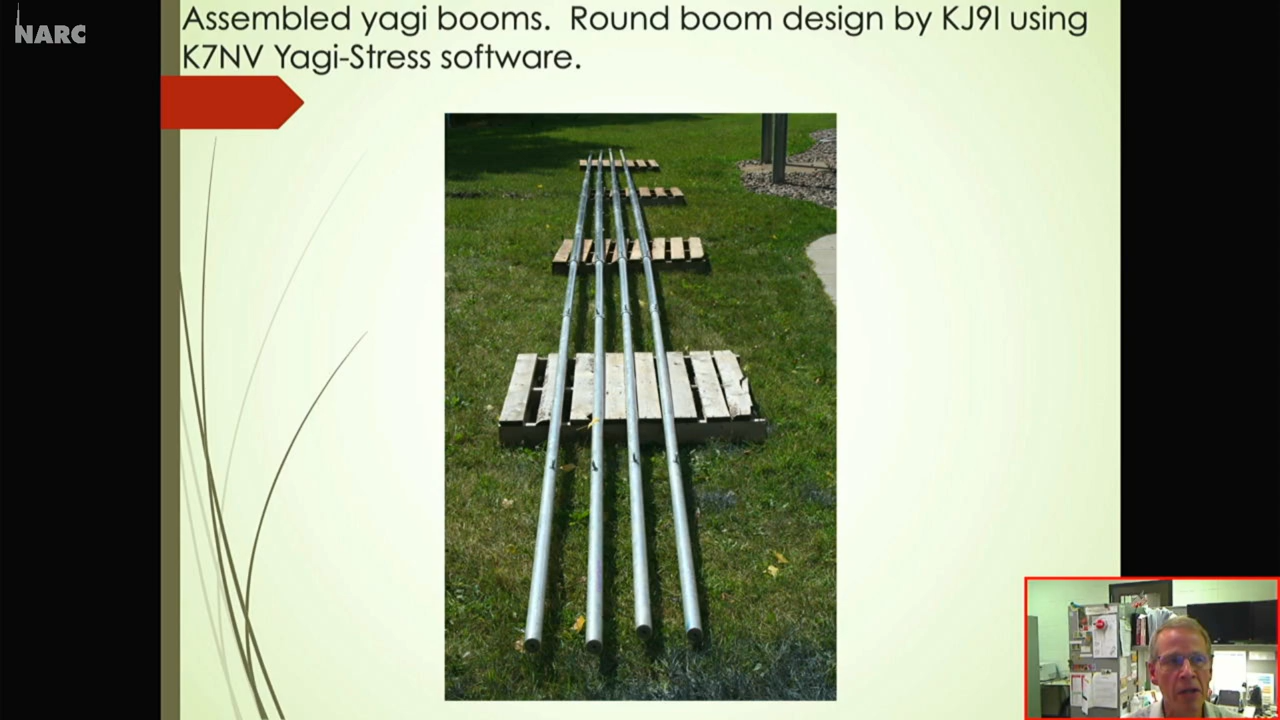 NARC
Assembled yagi booms.  Round boom design by KJ9I using
K7NV Yagi-Stress software.